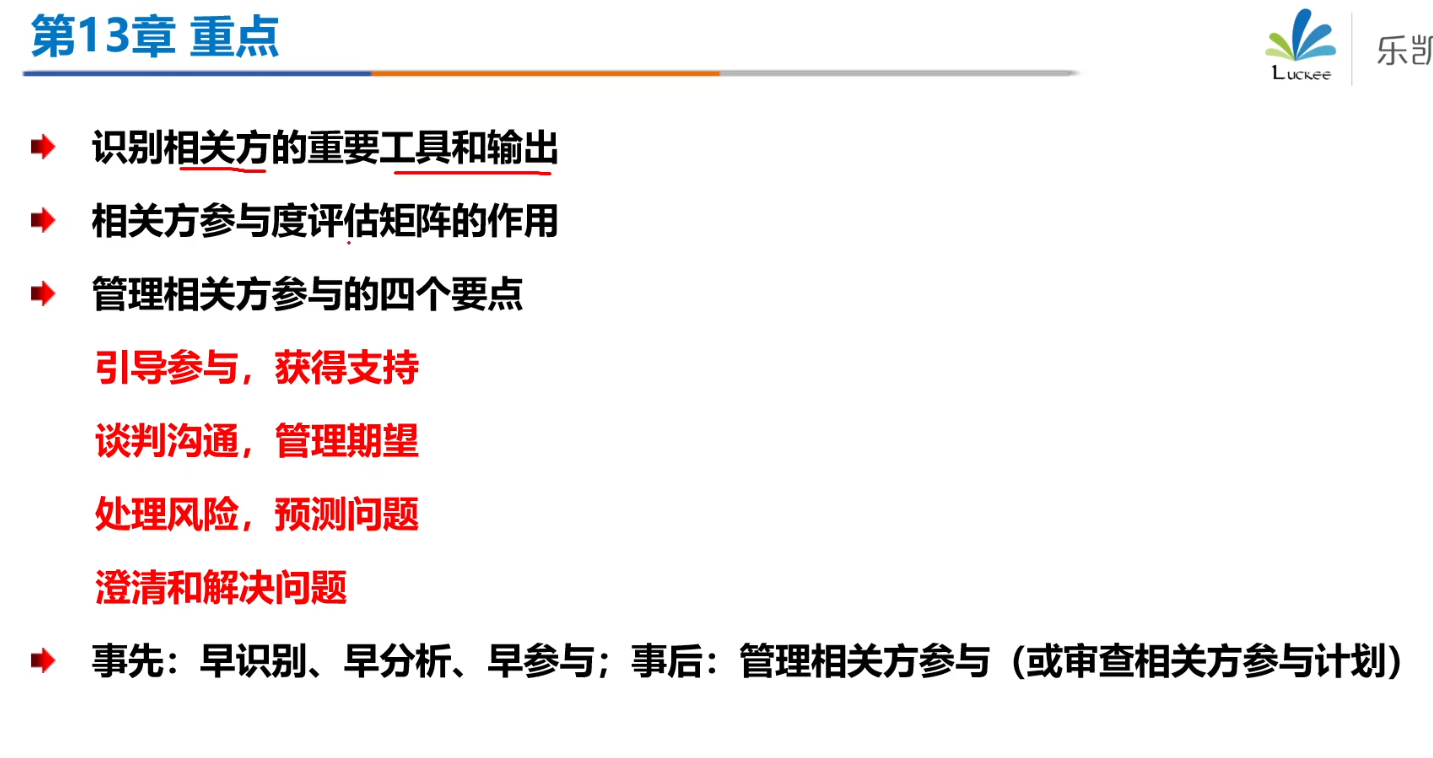 第13章 重点
Luckee
乐凯
识别相关方的重要工具和输出
相关方参与度评估矩阵的作用
管理相关方参与的四个要点
引导参与，获得支持
谈判沟通，管理期望
处理风险，预测问题
澄清和解决问题
事先：早识别、早分析、早参与；事后：管理相关方参与（或审查相关方参与计划）